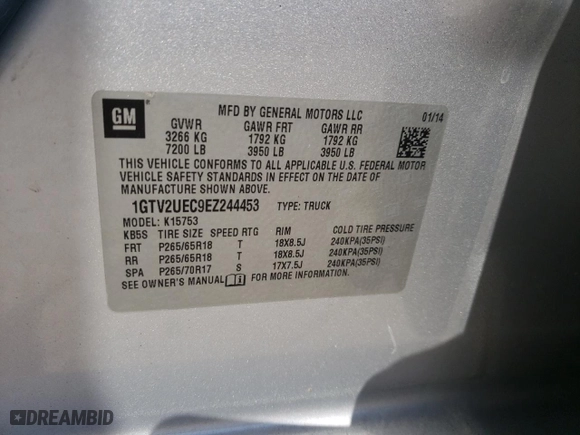 GM
MFD BY GENERAL MOTORS LLC 01/14
GVWR GAWR FRT GAWR RR
3266 KG 1792 KG 1792 KG
7200 LB 3950 LB 3950 LB
THIS VEHICLE CONFORMS TO ALL APPLICABLE U.S. FEDERAL MOTOR
VEHICLE SAFETY STANDARDS IN EFFECT ON THE DATE OF
MANUFACTURE SHOWN ABOVE.
1GTV2UEC9EZ244453 TYPE: TRUCK
MODEL: K15753
KB5S TIRE SIZE SPEED RTG RIM COLD TIRE PRESSURE
FRT P265/65R18 T 18X8.5J 240KPA(35PSI)
RR P265/65R18 T 18X8.5J 240KPA(35PSI)
SPA P265/70R17 S 17X7.5J 240KPA(35PSI)
SEE OWNER'S MANUAL FOR MORE INFORMATION.
DREAMBID